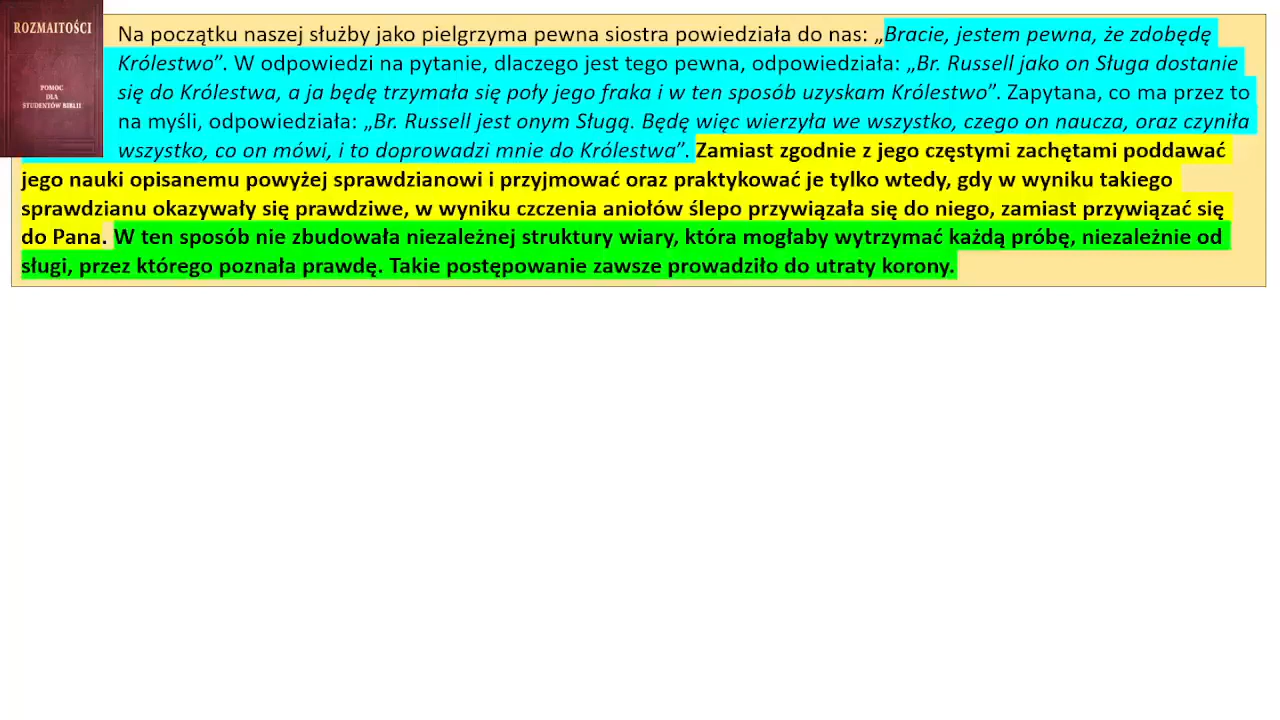 ROZMAITOŚCI
POMOC
DLA
STUDENTÓW BIBLII
Na początku naszej służby jako pielgrzyma pewna siostra powiedziała do nas: „Bracie, jestem pewna, że zdobędę
Królestwo”. W odpowiedzi na pytanie, dlaczego jest tego pewna, odpowiedziała: „Br. Russell jako on Sługa dostanie
się do Królestwa, a ja będę trzymała się poły jego fraka i w ten sposób uzyskam Królestwo”. Zapytana, co ma przez to
na myśli, odpowiedziała: „Br. Russell jest onym Sługą. Będę więc wierzyła we wszystko, czego on naucza, oraz czyniła
wszystko, co on mówi, i to doprowadzi mnie do Królestwa”. Zamiast zgodnie z jego częstymi zachętami poddawać
jego nauki opisanemu powyżej sprawdzianowi i przyjmować oraz praktykować je tylko wtedy, gdy w wyniku takiego
sprawdzianu okazywały się prawdziwe, w wyniku czczenia aniołów ślepo przywiązała się do niego, zamiast przywiązać się
do Pana. W ten sposób nie zbudowała niezależnej struktury wiary, która mogłaby wytrzymać każdą próbę, niezależnie od
sługi, przez którego poznała prawdę. Takie postępowanie zawsze prowadziło do utraty korony.